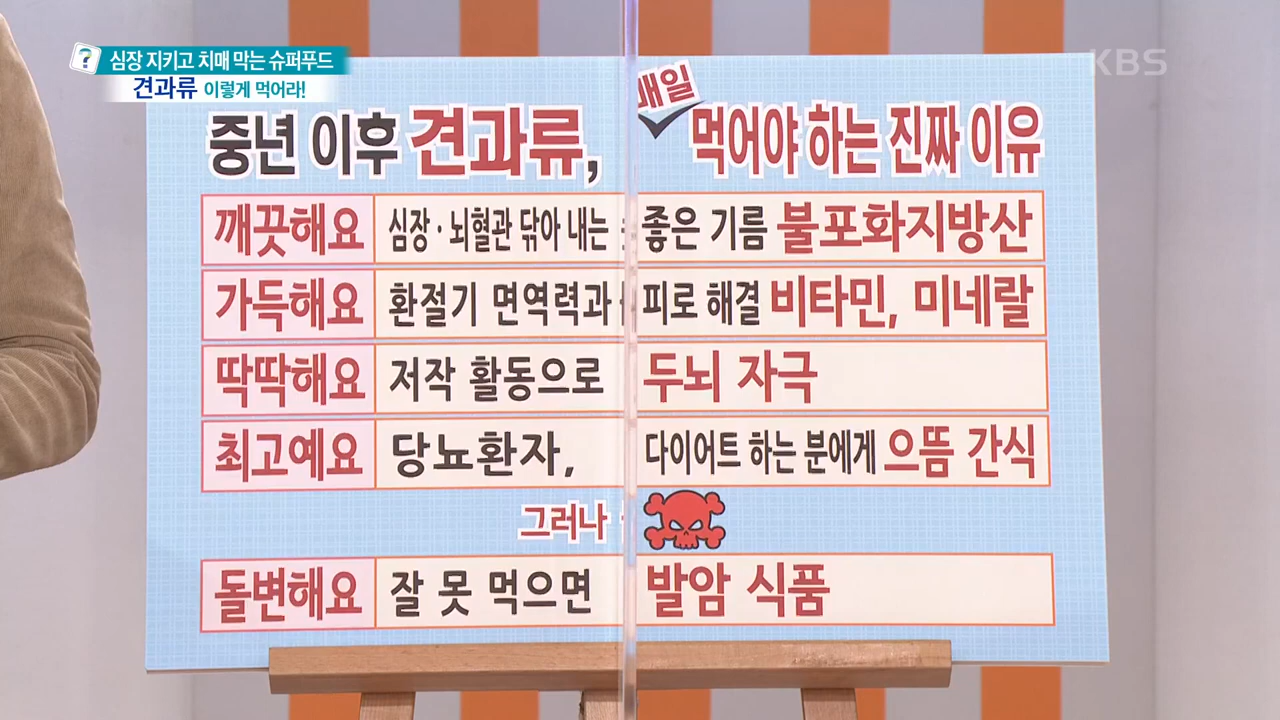 심장 지키고 치매 막는 슈퍼푸드
견과류 이렇게 먹어라!
KBS
매일
중년 이후 견과류, 먹어야 하는 진짜 이유
깨끗해요 심장·뇌혈관 닦아 내는 좋은 기름 불포화지방산
가득해요 환절기 면역력과 피로 해결 비타민, 미네랄
딱딱해요 저작 활동으로 두뇌 자극
최고예요 당뇨환자, 다이어트 하는 분에게 으뜸 간식
그러나
돌변해요 잘 못 먹으면 발암 식품